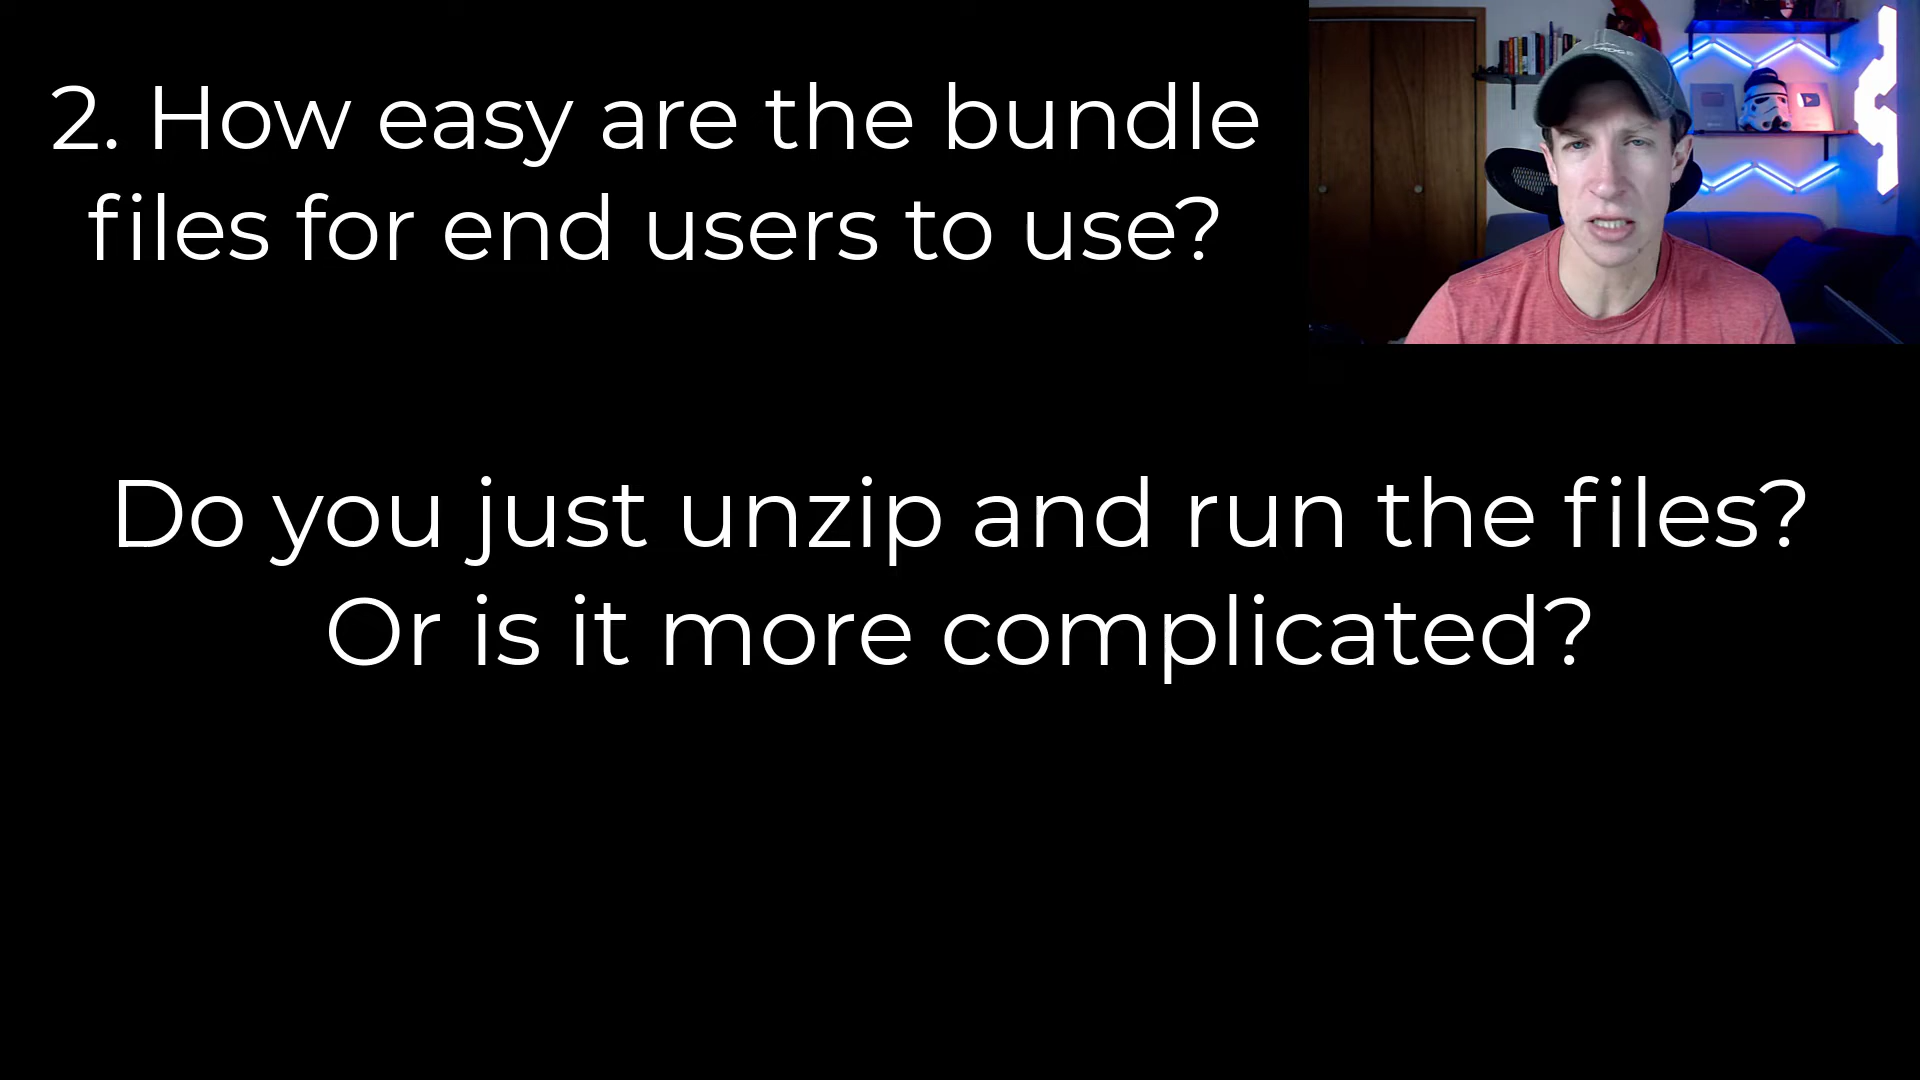 2. How easy are the bundle
files for end users to use?
Do you just unzip and run the files?
Or is it more complicated?